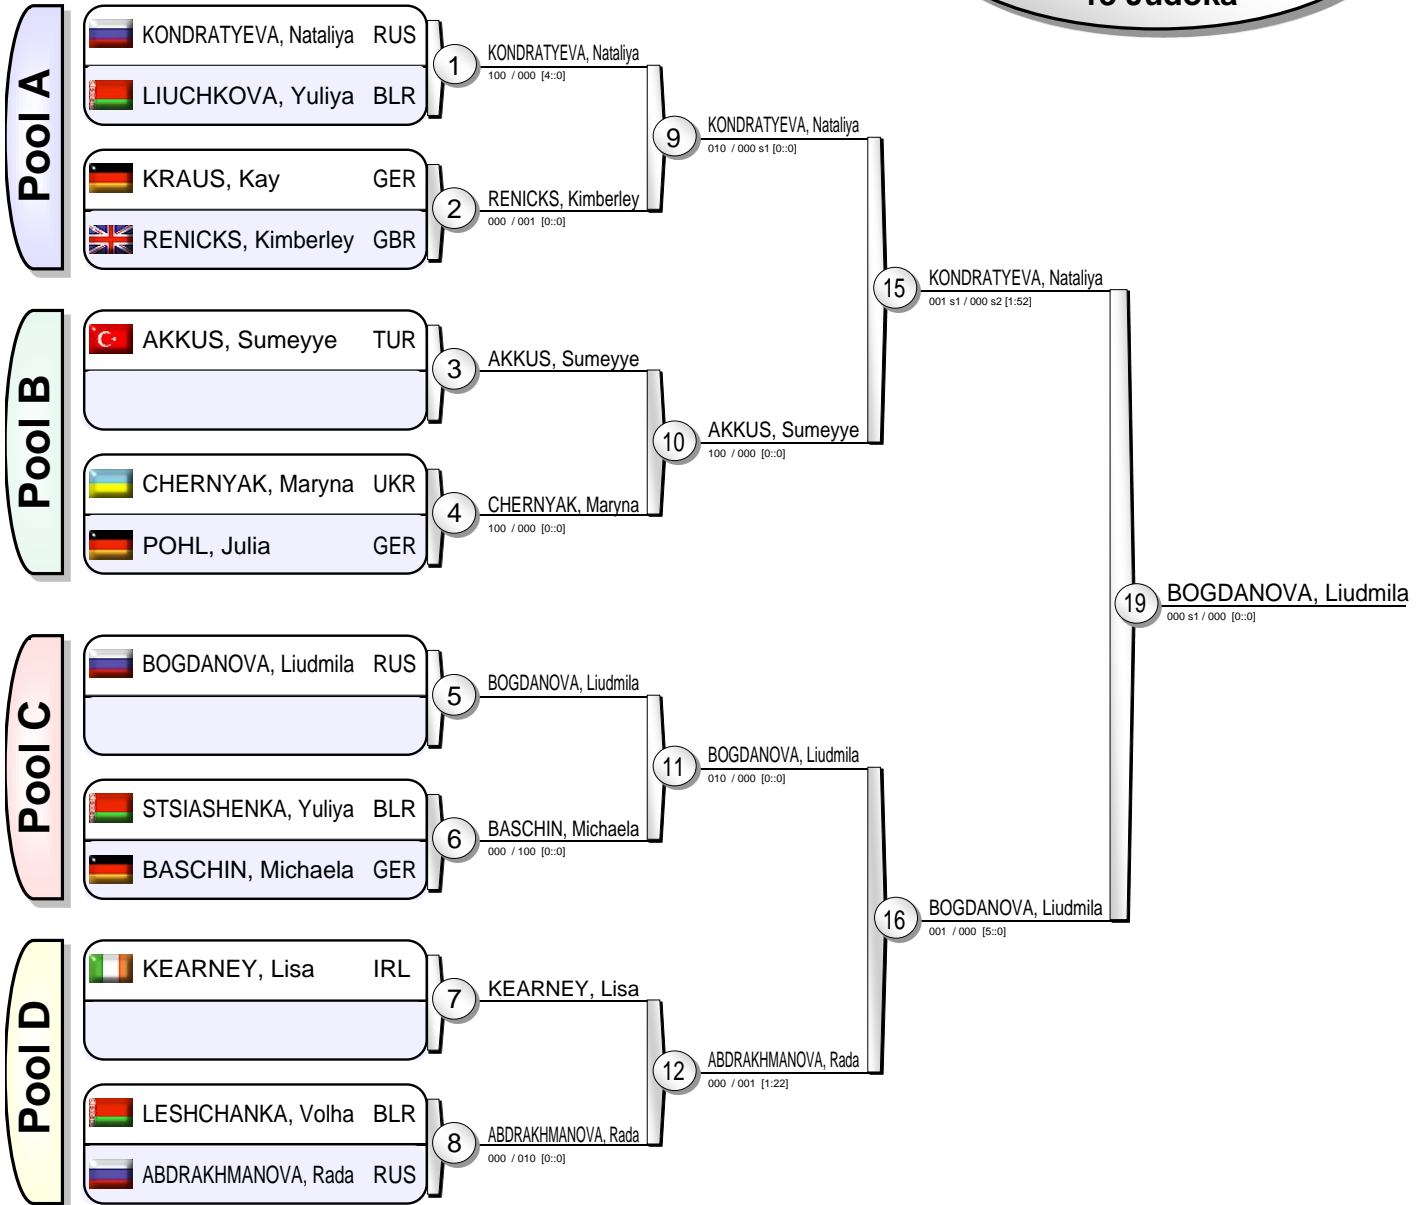 Pool A
KONDRATYEVA, Nataliya RUS
LIUCHKOVA, Yuliya BLR
KRAUS, Kay GER
RENICKS, Kimberley GBR
1
KONDRATYEVA, Nataliya
100 / 000 [4::0]
2
RENICKS, Kimberley
000 / 001 [0::0]
9
KONDRATYEVA, Nataliya
010 / 000 s1 [0::0]
Pool B
AKKUS, Sumeyye TUR
CHERNYAK, Maryna UKR
POHL, Julia GER
3
AKKUS, Sumeyye
4
CHERNYAK, Maryna
100 / 000 [0::0]
10
AKKUS, Sumeyye
100 / 000 [0::0]
15
KONDRATYEVA, Nataliya
001 s1 / 000 s2 [1:52]
Pool C
BOGDANOVA, Liudmila RUS
STSIASHENKA, Yuliya BLR
BASCHIN, Michaela GER
5
BOGDANOVA, Liudmila
6
BASCHIN, Michaela
000 / 100 [0::0]
11
BOGDANOVA, Liudmila
010 / 000 [0::0]
Pool D
KEARNEY, Lisa IRL
LESHCHANKA, Volha BLR
ABDRAKHMANOVA, Rada RUS
7
KEARNEY, Lisa
8
ABDRAKHMANOVA, Rada
000 / 010 [0::0]
12
ABDRAKHMANOVA, Rada
000 / 001 [1:22]
16
BOGDANOVA, Liudmila
001 / 000 [5::0]
19
BOGDANOVA, Liudmila
000 s1 / 000 [0::0]